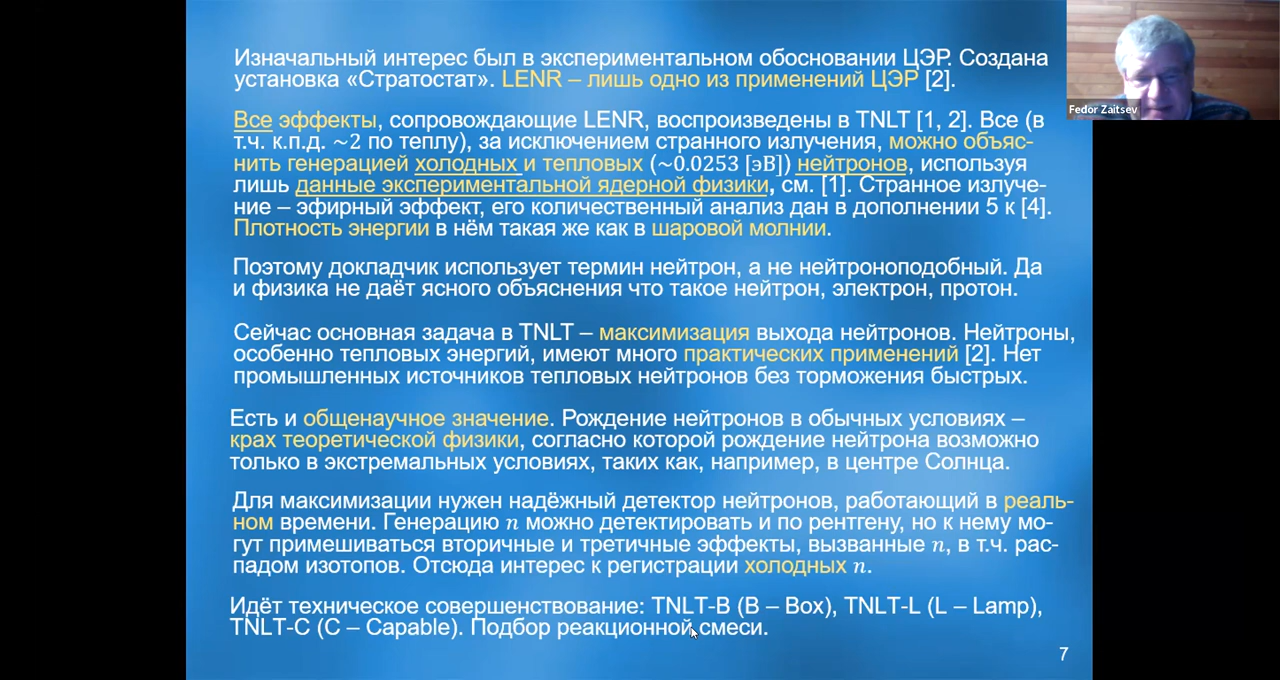 Изначальный интерес был в экспериментальном обосновании ЦЭР. Создана
установка «Стратостат». LENR – лишь одно из применений ЦЭР [2].
Fedor Zaitsev
Все эффекты, сопровождающие LENR, воспроизведены в TNLT [1, 2]. Все (в
т.ч. к.п.д. ~2 по теплу), за исключением странного излучения, можно объяс-
нить генерацией холодных и тепловых (~0.0253 [эВ]) нейтронов, используя
лишь данные экспериментальной ядерной физики, см. [1]. Странное излуче-
ние – эфирный эффект, его количественный анализ дан в дополнении 5 к [4].
Плотность энергии в нём такая же как в шаровой молнии.
Поэтому докладчик использует термин нейтрон, а не нейтроноподобный. Да
и физика не даёт ясного объяснения что такое нейтрон, электрон, протон.
Сейчас основная задача в TNLT – максимизация выхода нейтронов. Нейтроны,
особенно тепловых энергий, имеют много практических применений [2]. Нет
промышленных источников тепловых нейтронов без торможения быстрых.
Есть и общенаучное значение. Рождение нейтронов в обычных условиях –
крах теоретической физики, согласно которой рождение нейтрона возможно
только в экстремальных условиях, таких как, например, в центре Солнца.
Для максимизации нужен надёжный детектор нейтронов, работающий в реаль-
ном времени. Генерацию n можно детектировать и по рентгену, но к нему мо-
гут примешиваться вторичные и третичные эффекты, вызванные n, в т.ч. рас-
падом изотопов. Отсюда интерес к регистрации холодных n.
Идёт техническое совершенствование: TNLT-B (B – Box), TNLT-L (L – Lamp),
TNLT-C (C – Capable). Подбор реакционной смеси.
7